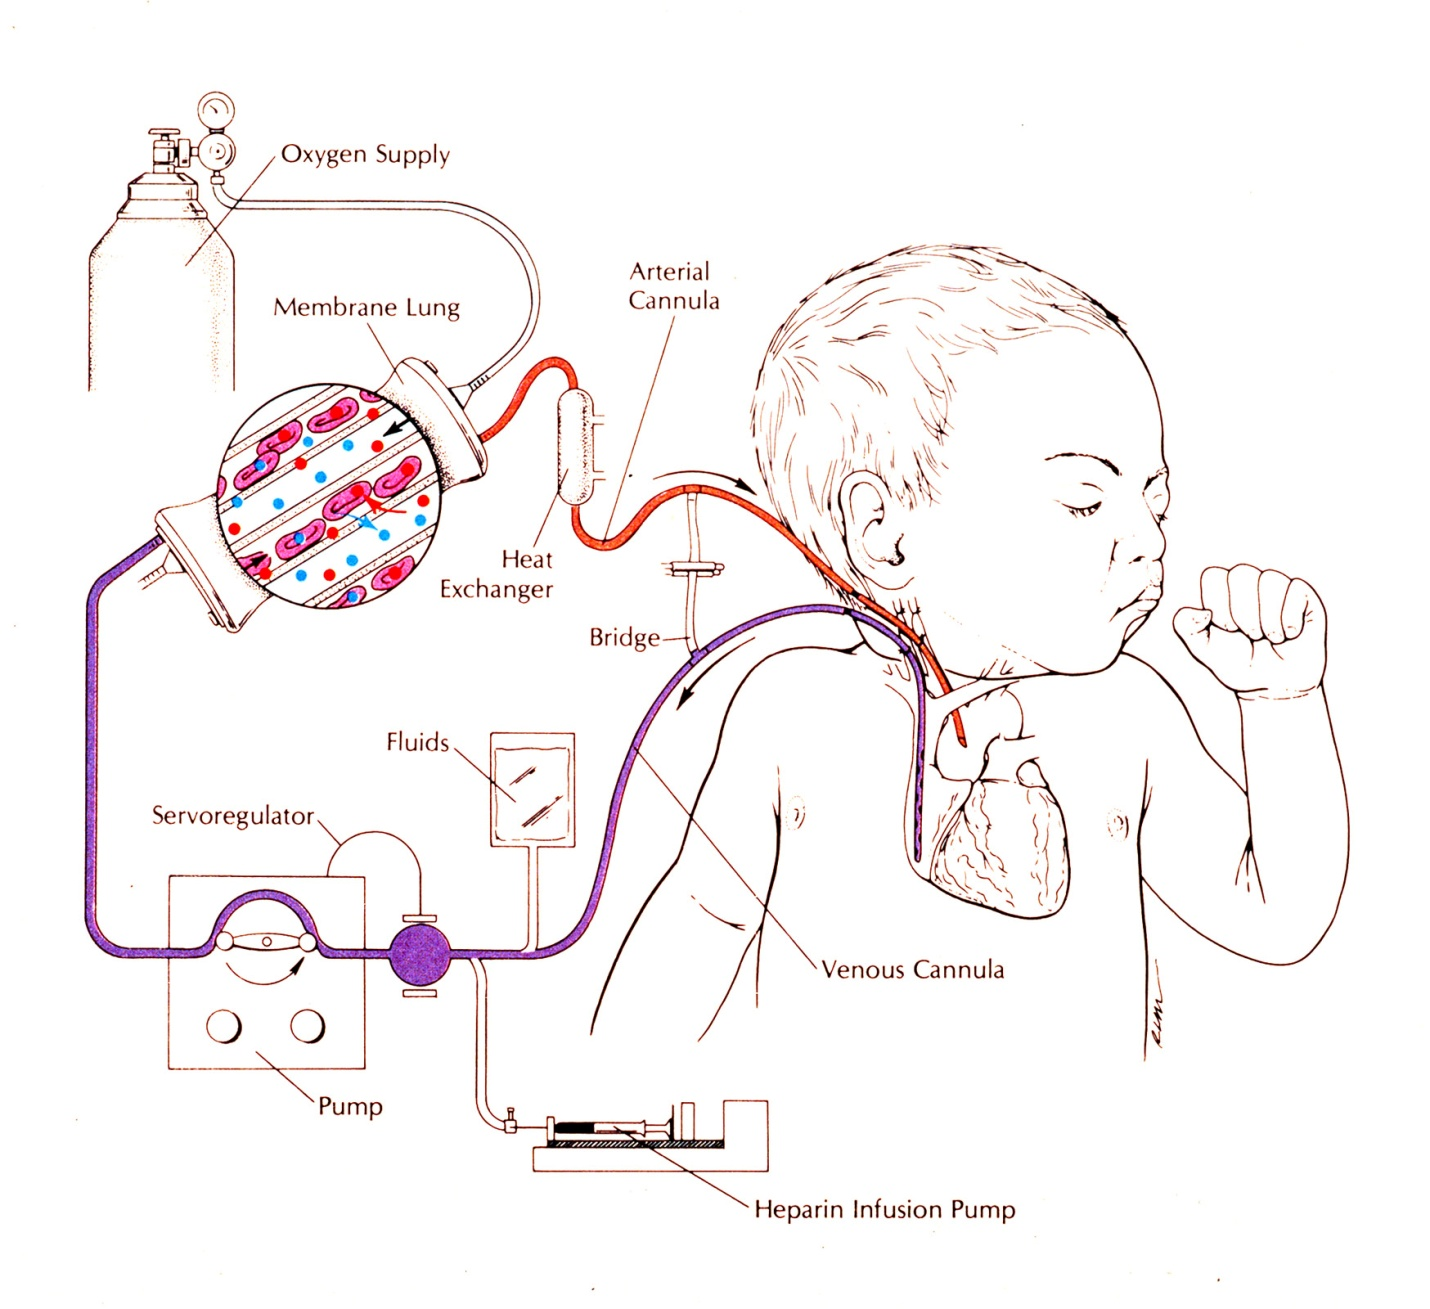 Oxygen Supply
Arterial
Cannula
Membrane Lung
Heat
Exchanger
Bridge
Fluids
Servoregulator
Venous Cannula
Pump
Heparin Infusion Pump